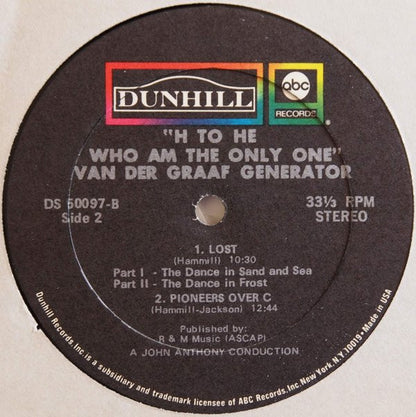 DUNHILL
abc
RECORDS
"H TO HE
WHO AM THE ONLY ONE"
VAN DER GRAAF GENERATOR
DS 50097-B
Side 2
33⅓ RPM
STEREO
1. LOST
(Hammill) 10:30
Part I - The Dance in Sand and Sea
Part II - The Dance in Frost
2. PIONEERS OVER C
(Hammill-Jackson) 12:44
Published by:
R & M Music (ASCAP)
A JOHN ANTHONY CONDUCTION
Dunhill Records, Inc. is a subsidiary and trademark licensee of ABC Records, Inc. New York, N.Y. 10019 • Made in USA